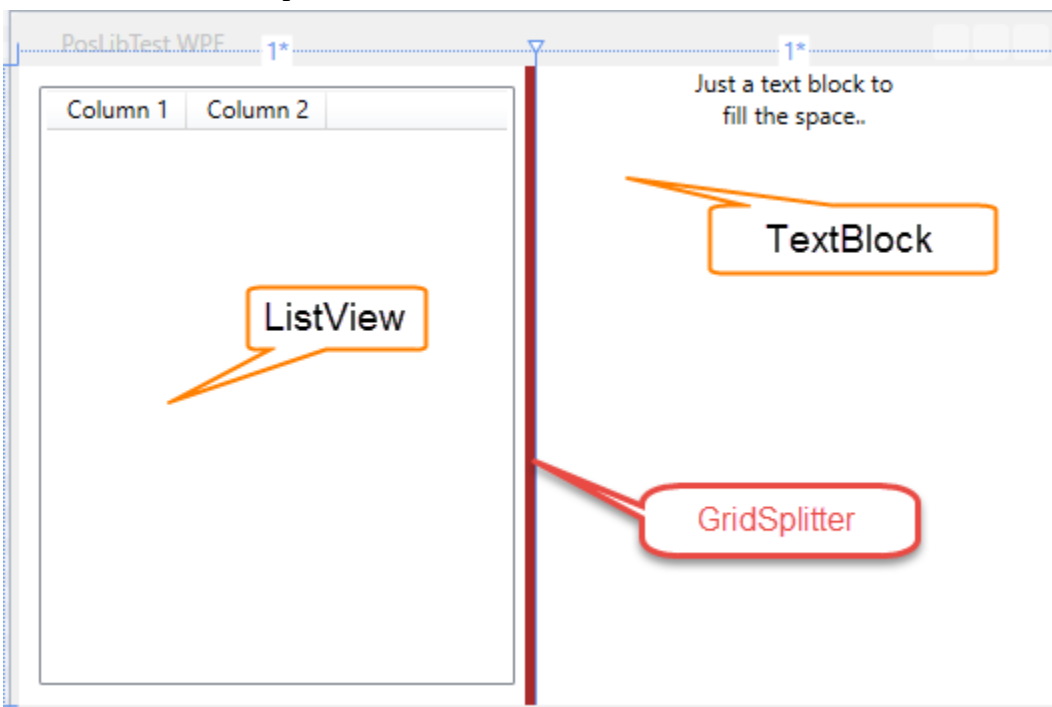 PosLibTest WPF
1*
1*
Just a text block to
fill the space..
Column 1
Column 2
TextBlock
ListView
GridSplitter